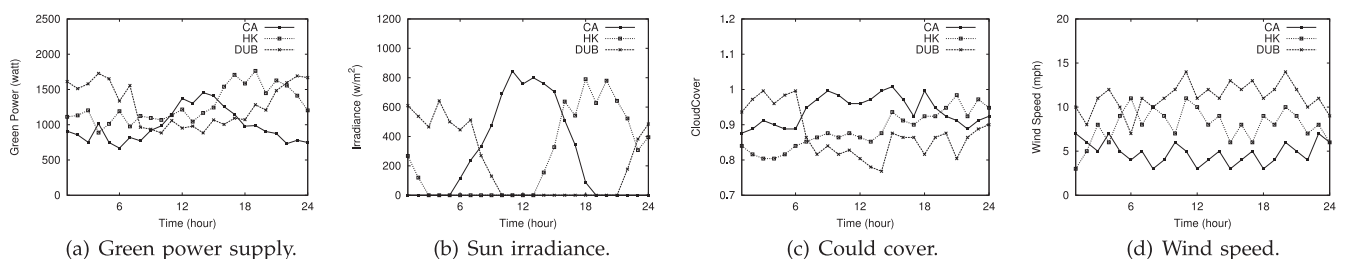 2500
2000
1500
1000
500
0
Green Power (watt)
CA
HK
DUB
6
12
18
24
Time (hour)
(a) Green power supply.
1200
1000
800
600
400
200
0
Irradiance (w/m2)
CA
HK
DUB
6
12
18
24
Time (hour)
(b) Sun irradiance.
1.2
1.1
1
0.9
0.8
0.7
CloudCover
CA
HK
DUB
6
12
18
24
Time (hour)
(c) Could cover.
20
15
10
5
0
Wind Speed (mph)
CA
HK
DUB
6
12
18
24
Time (hour)
(d) Wind speed.